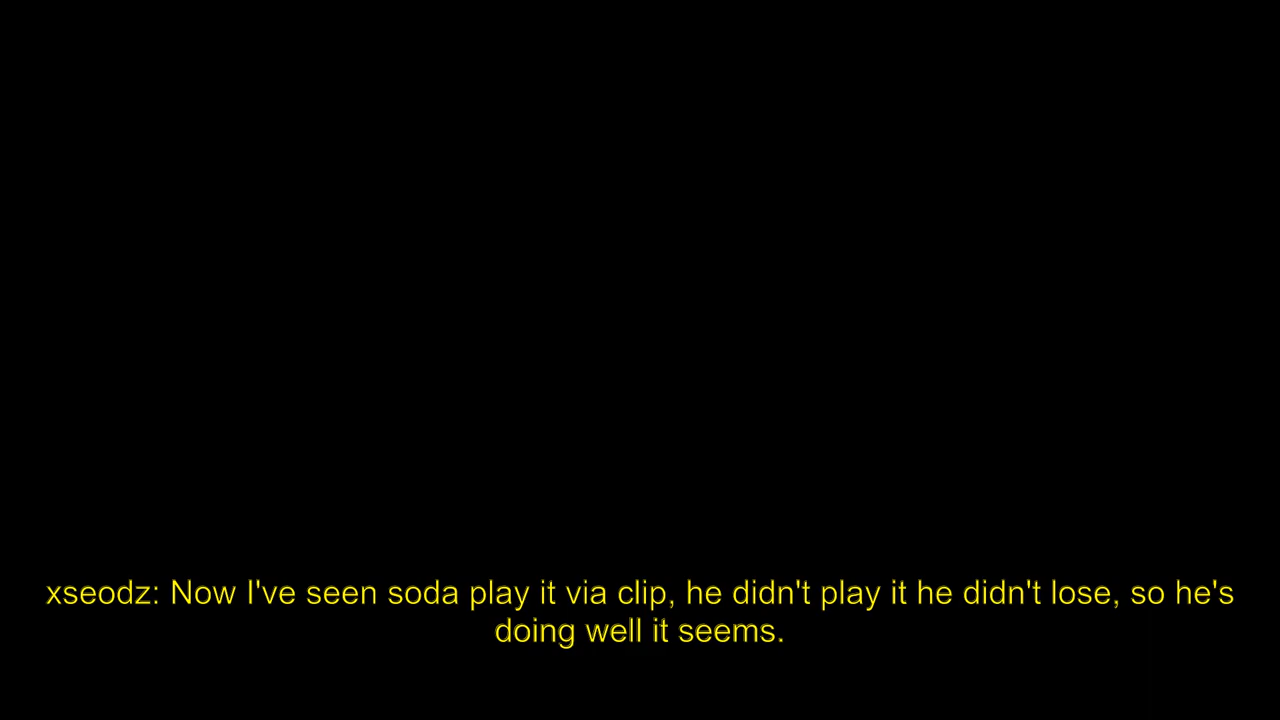 xseodz: Now I've seen soda play it via clip, he didn't play it he didn't lose, so he's
doing well it seems.